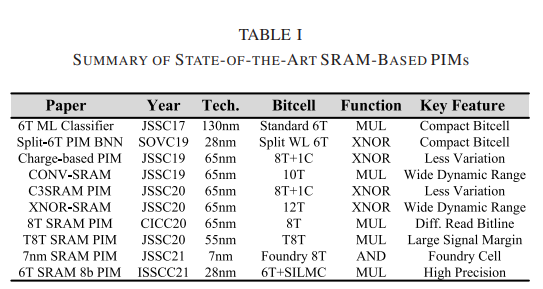 TABLE I
SUMMARY OF STATE-OF-THE-ART SRAM-BASED PIMS
Paper Year Tech. Bitcell Function Key Feature
6T ML Classifier JSSC17 130nm Standard 6T MUL Compact Bitcell
Split-6T PIM BNN SOVC19 28nm Split WL 6T XNOR Compact Bitcell
Charge-based PIM JSSC19 65nm 8T+1C XNOR Less Variation
CONV-SRAM JSSC19 65nm 10T MUL Wide Dynamic Range
C3SRAM PIM JSSC20 65nm 8T+1C XNOR Less Variation
XNOR-SRAM JSSC20 65nm 12T XNOR Wide Dynamic Range
8T SRAM PIM CICC20 65nm 8T MUL Diff. Read Bitline
T8T SRAM PIM JSSC20 55nm T8T MUL Large Signal Margin
7nm SRAM PIM JSSC21 7nm Foundry 8T AND Foundry Cell
6T SRAM 8b PIM ISSCC21 28nm 6T+SILMC MUL High Precision